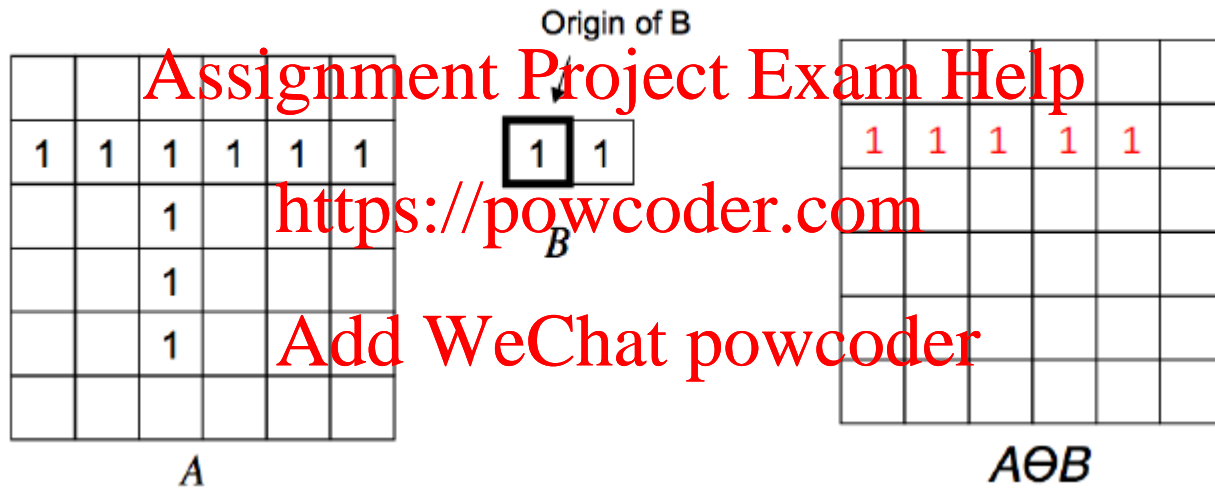 Origin of B
Assignment Project Exam Help
1 1 1 1 1 1
1 1
1 1 1 1 1
1
https://powcoder.com
B
1
1
Add WeChat powcoder
A
AΘB